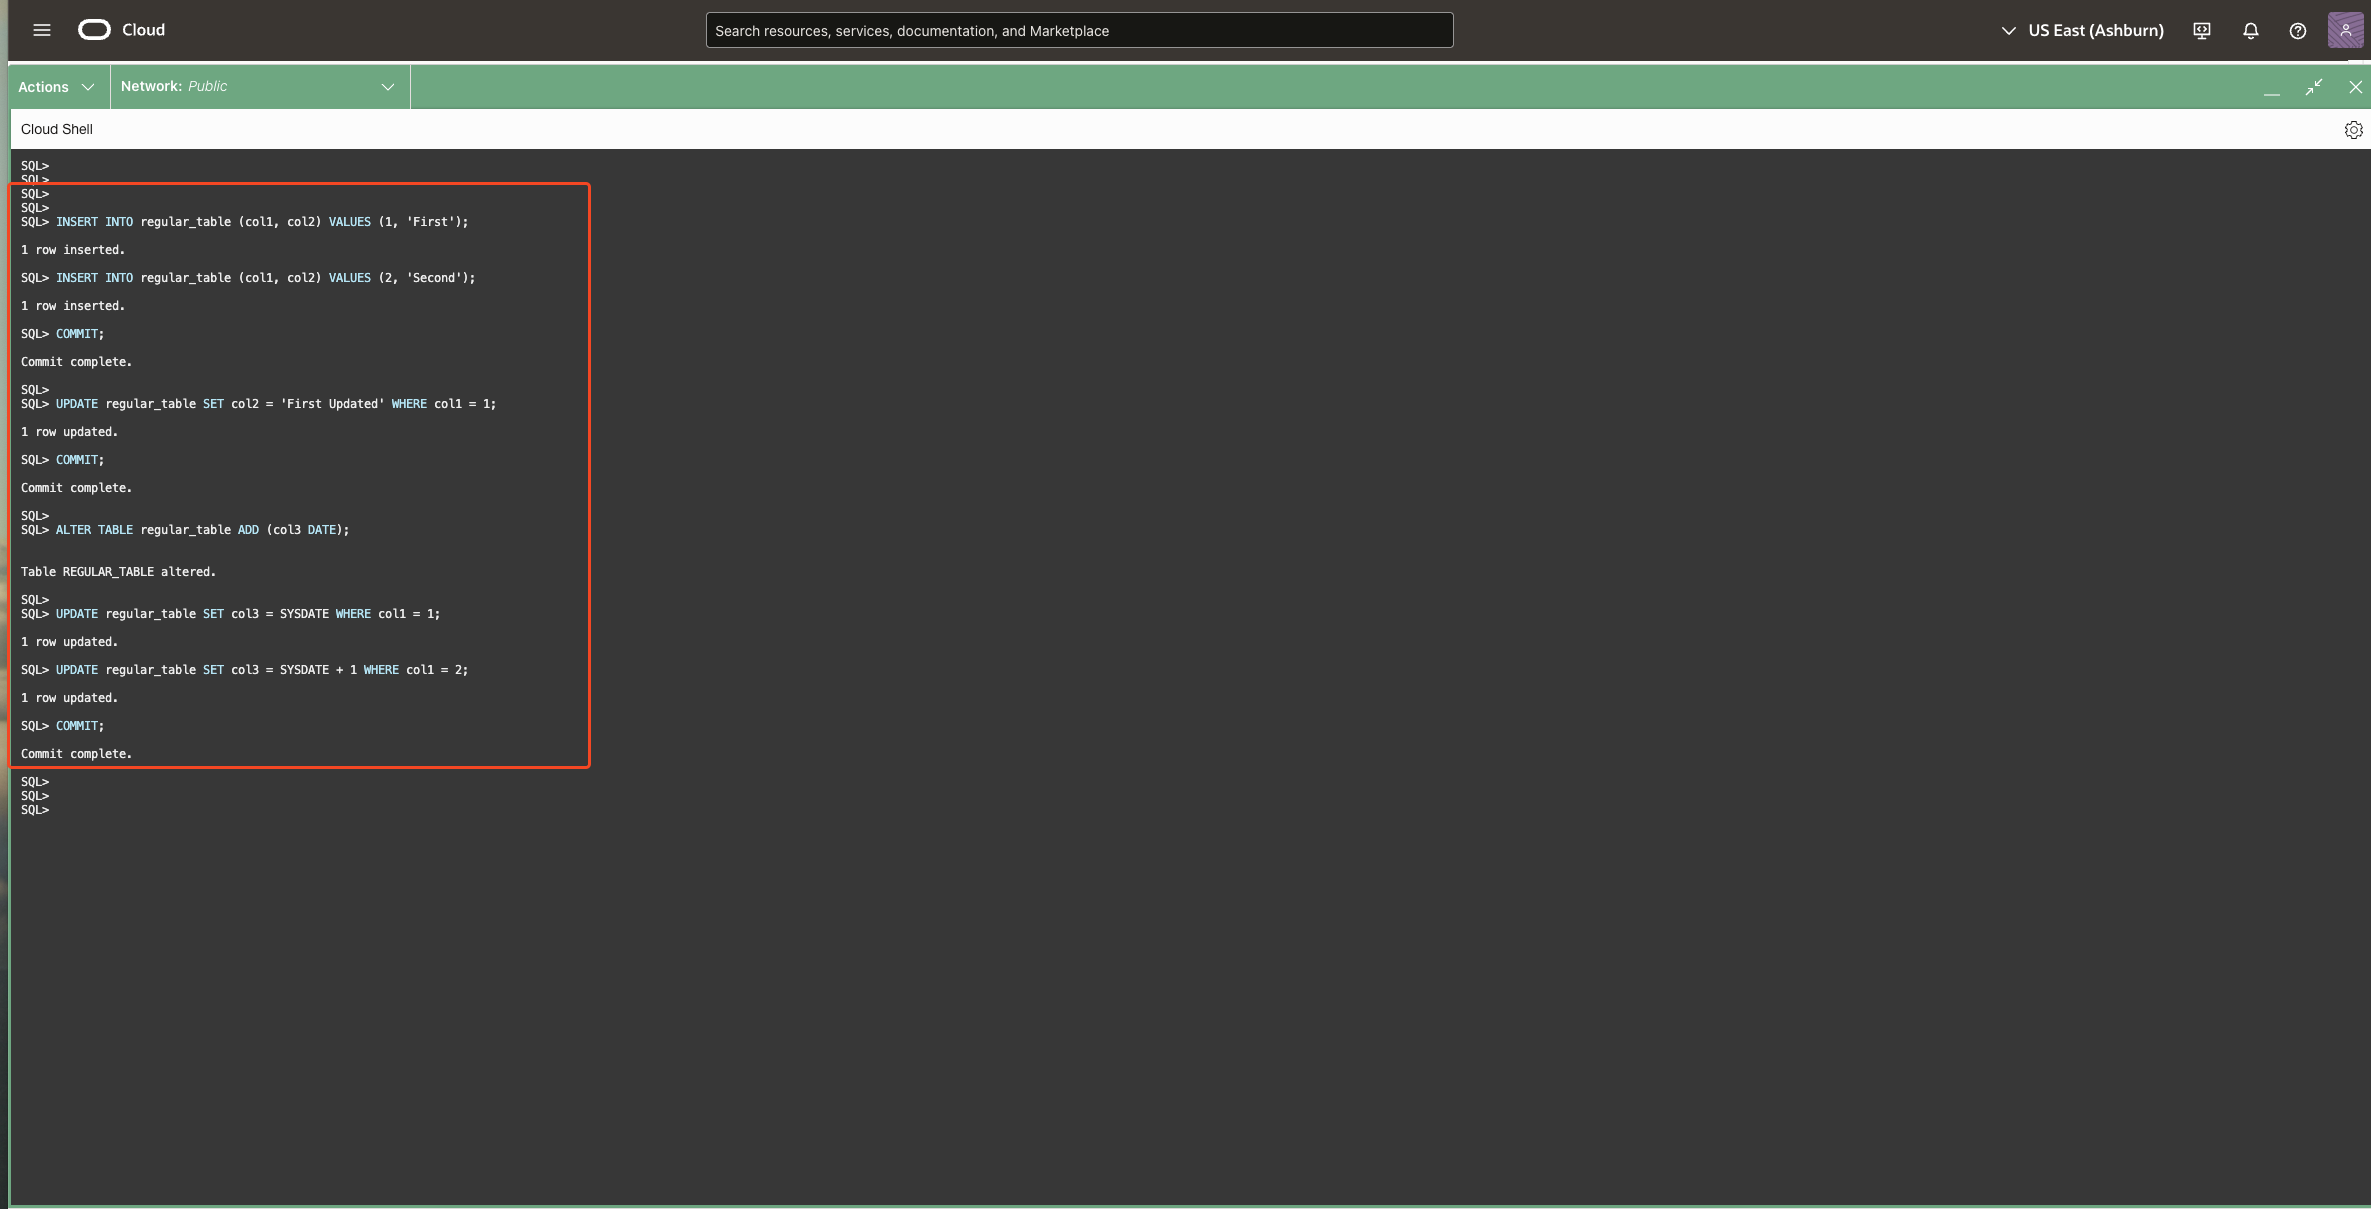 Cloud
Search resources, services, documentation, and Marketplace
US East (Ashburn)
Actions
Network: Public
Cloud Shell
SQL>
SQL>
SQL>
SQL>
SQL> INSERT INTO regular_table (col1, col2) VALUES (1, 'First');
1 row inserted.
SQL> INSERT INTO regular_table (col1, col2) VALUES (2, 'Second');
1 row inserted.
SQL> COMMIT;
Commit complete.
SQL>
SQL> UPDATE regular_table SET col2 = 'First Updated' WHERE col1 = 1;
1 row updated.
SQL> COMMIT;
Commit complete.
SQL>
SQL> ALTER TABLE regular_table ADD (col3 DATE);
Table REGULAR_TABLE altered.
SQL>
SQL> UPDATE regular_table SET col3 = SYSDATE WHERE col1 = 1;
1 row updated.
SQL> UPDATE regular_table SET col3 = SYSDATE + 1 WHERE col1 = 2;
1 row updated.
SQL> COMMIT;
Commit complete.
SQL>
SQL>
SQL>